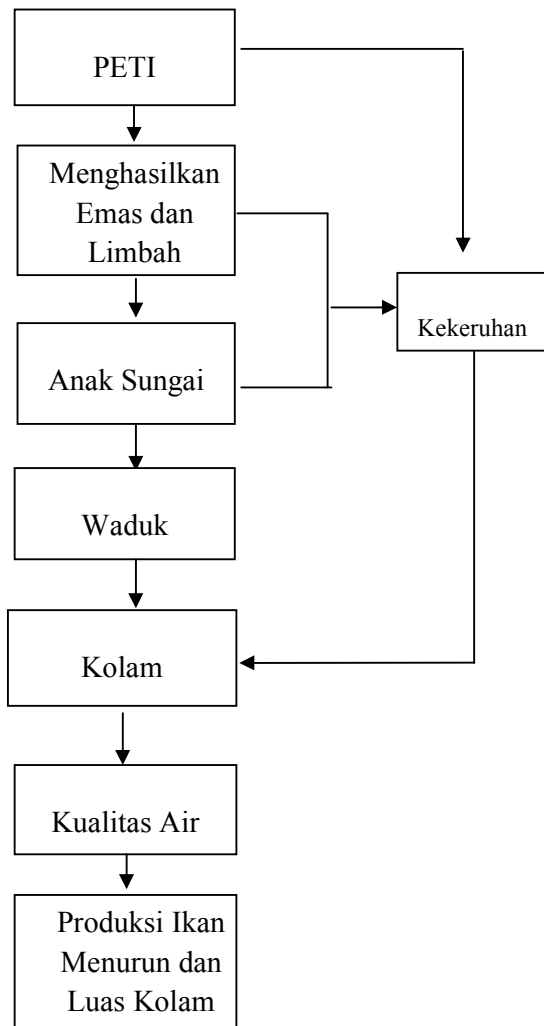 PETI
Menghasilkan
Emas dan
Limbah
Kekeruhan
Anak Sungai
Waduk
Kolam
Kualitas Air
Produksi Ikan
Menurun dan
Luas Kolam